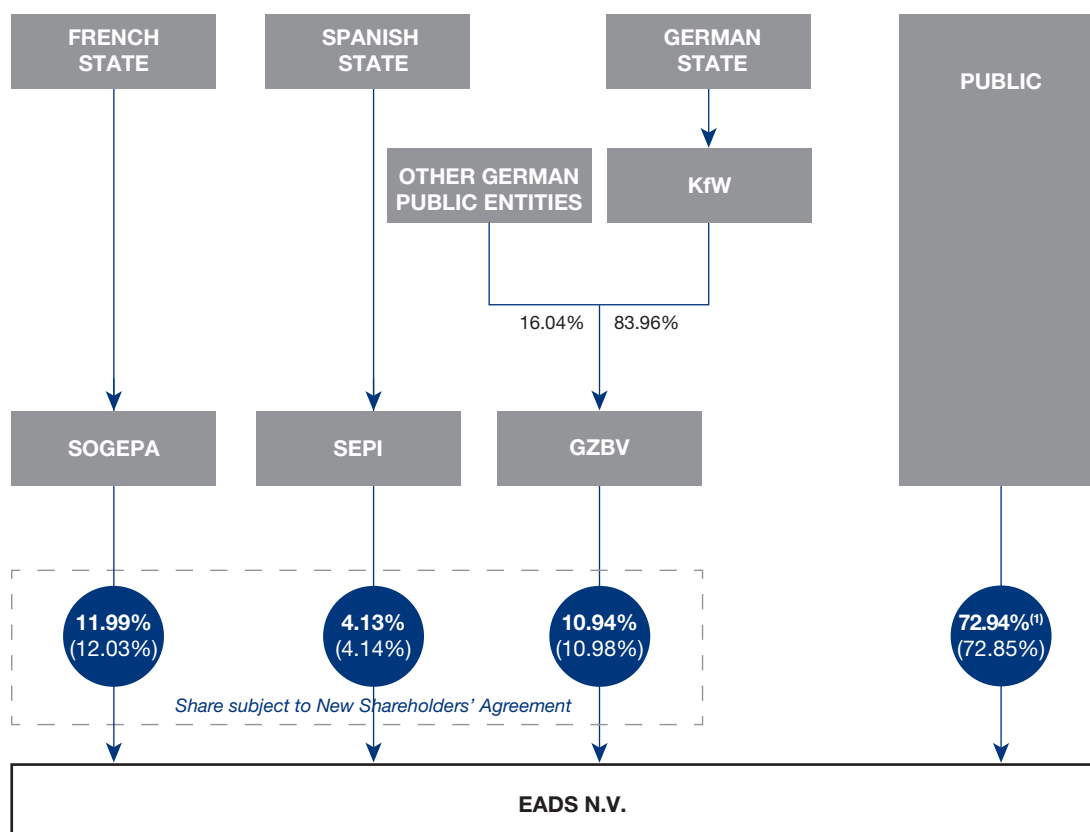 FRENCH
STATE
SPANISH
STATE
GERMAN
STATE
PUBLIC
OTHER GERMAN
PUBLIC ENTITIES
KfW
16.04%
83.96%
SOGEPA
SEPI
GZBV
11.99%
(12.03%)
4.13%
(4.14%)
10.94%
(10.98%)
72.94%(1)
(72.85%)
Share subject to New Shareholders’ Agreement
EADS N.V.